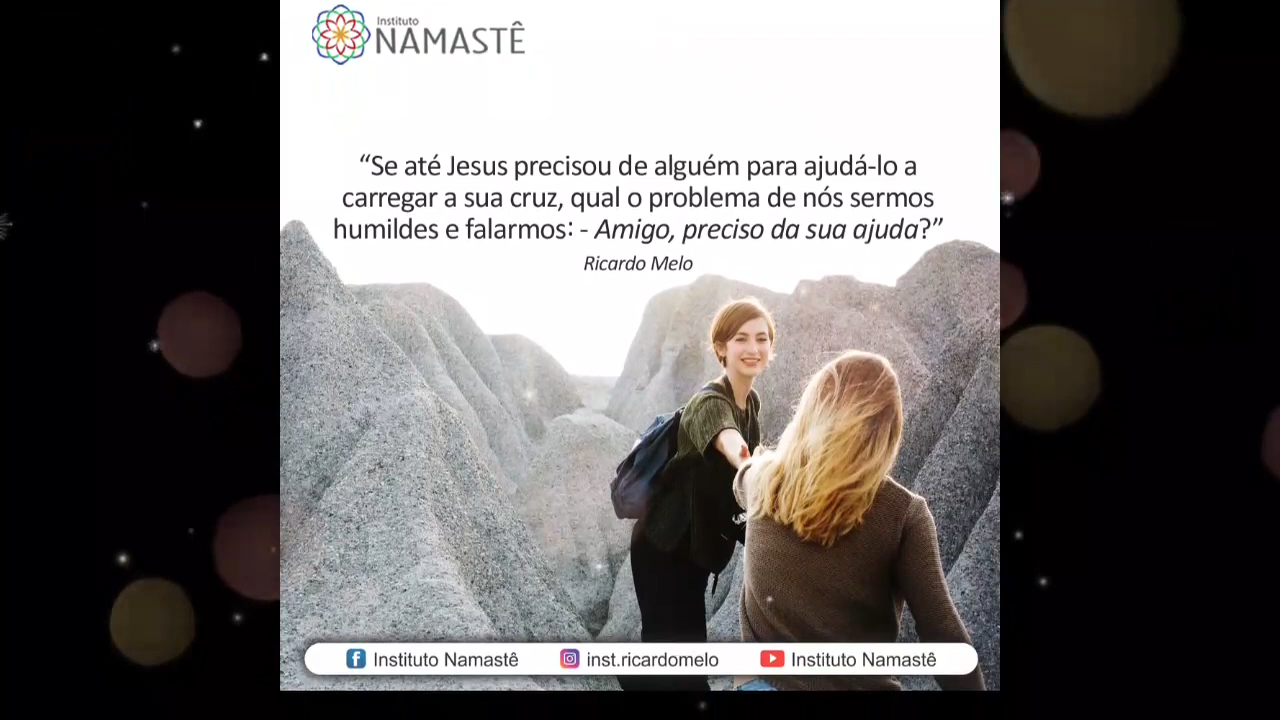 Instituto
NAMASTÊ
“Se até Jesus precisou de alguém para ajudá-lo a
carregar a sua cruz, qual o problema de nós sermos
humildes e falarmos: - Amigo, preciso da sua ajuda?”
Ricardo Melo
Instituto Namastê
inst.ricardomelo
Instituto Namastê